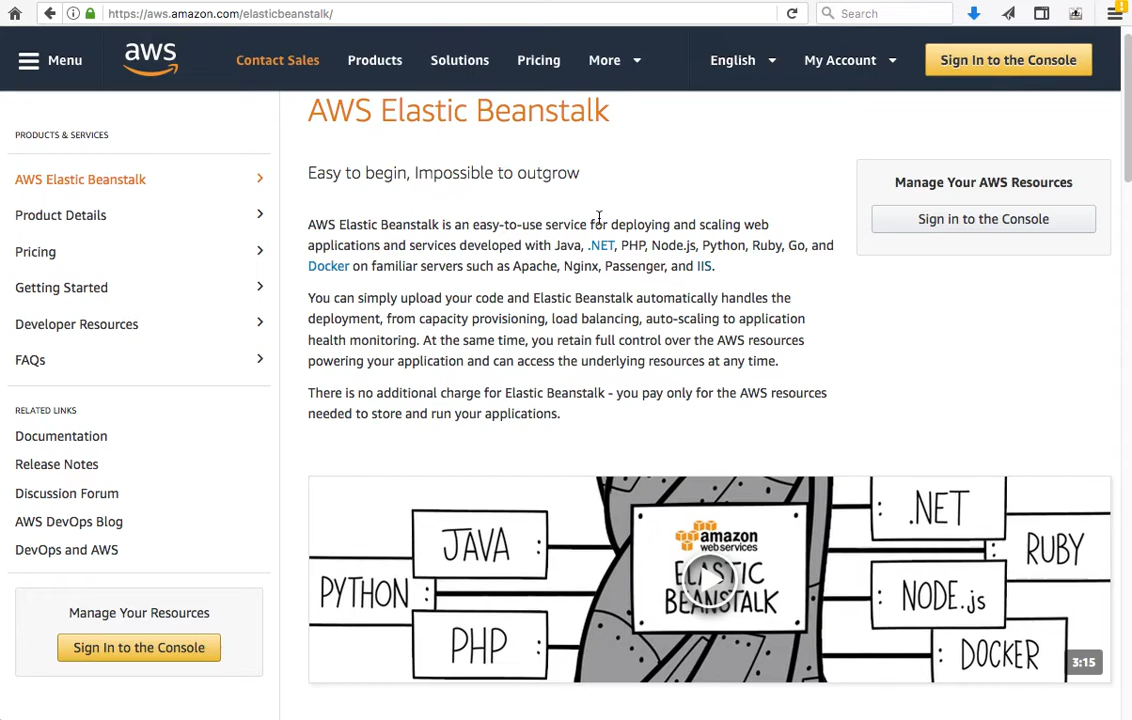 https://aws.amazon.com/elasticbeanstalk/
Search
Menu
aws
Contact Sales
Products
Solutions
Pricing
More
English
My Account
Sign In to the Console
PRODUCTS & SERVICES
AWS Elastic Beanstalk
Product Details
Pricing
Getting Started
Developer Resources
FAQs
RELATED LINKS
Documentation
Release Notes
Discussion Forum
AWS DevOps Blog
DevOps and AWS
Manage Your Resources
Sign In to the Console
AWS Elastic Beanstalk
Easy to begin, Impossible to outgrow
AWS Elastic Beanstalk is an easy-to-use service for deploying and scaling web
applications and services developed with Java, .NET, PHP, Node.js, Python, Ruby, Go, and
Docker on familiar servers such as Apache, Nginx, Passenger, and IIS.
You can simply upload your code and Elastic Beanstalk automatically handles the
deployment, from capacity provisioning, load balancing, auto-scaling to application
health monitoring. At the same time, you retain full control over the AWS resources
powering your application and can access the underlying resources at any time.
There is no additional charge for Elastic Beanstalk - you pay only for the AWS resources
needed to store and run your applications.
Manage Your AWS Resources
Sign in to the Console
JAVA :
PYTHON :
PHP :
amazon
web services
ELASTIC
BEANSTALK
: .NET
: RUBY
: NODE.js
: DOCKER
3:15